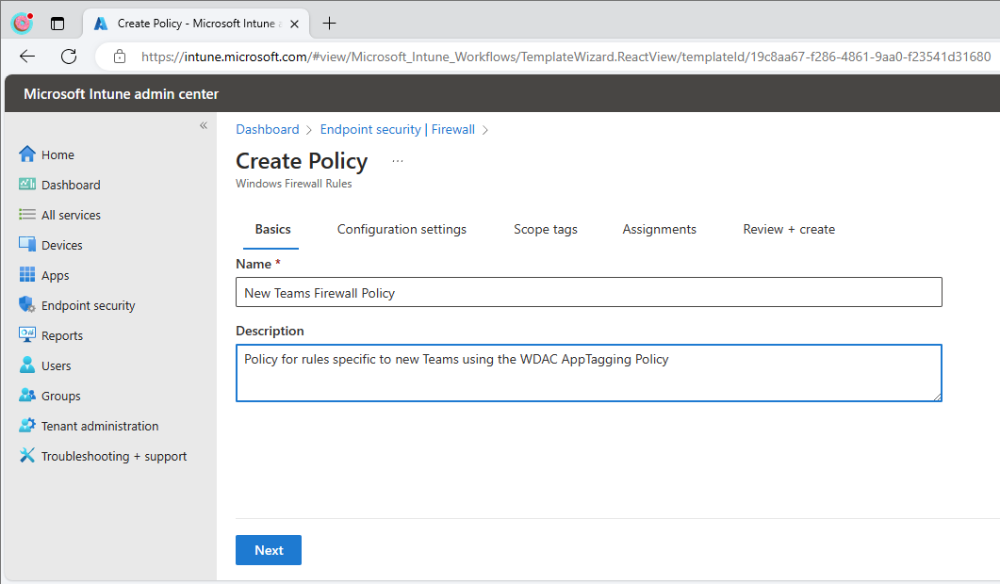 Create Policy - Microsoft Intune a
https://intune.microsoft.com/#view/Microsoft_Intune_Workflows/TemplateWizard.ReactView/templateId/19c8aa67-f286-4861-9aa0-f23541d31680
Microsoft Intune admin center
«
Home
Dashboard
All services
Devices
Apps
Endpoint security
Reports
Users
Groups
Tenant administration
Troubleshooting + support
Dashboard > Endpoint security | Firewall >
Create Policy ...
Windows Firewall Rules
Basics Configuration settings Scope tags Assignments Review + create
Name *
New Teams Firewall Policy
Description
Policy for rules specific to new Teams using the WDAC AppTagging Policy
Next